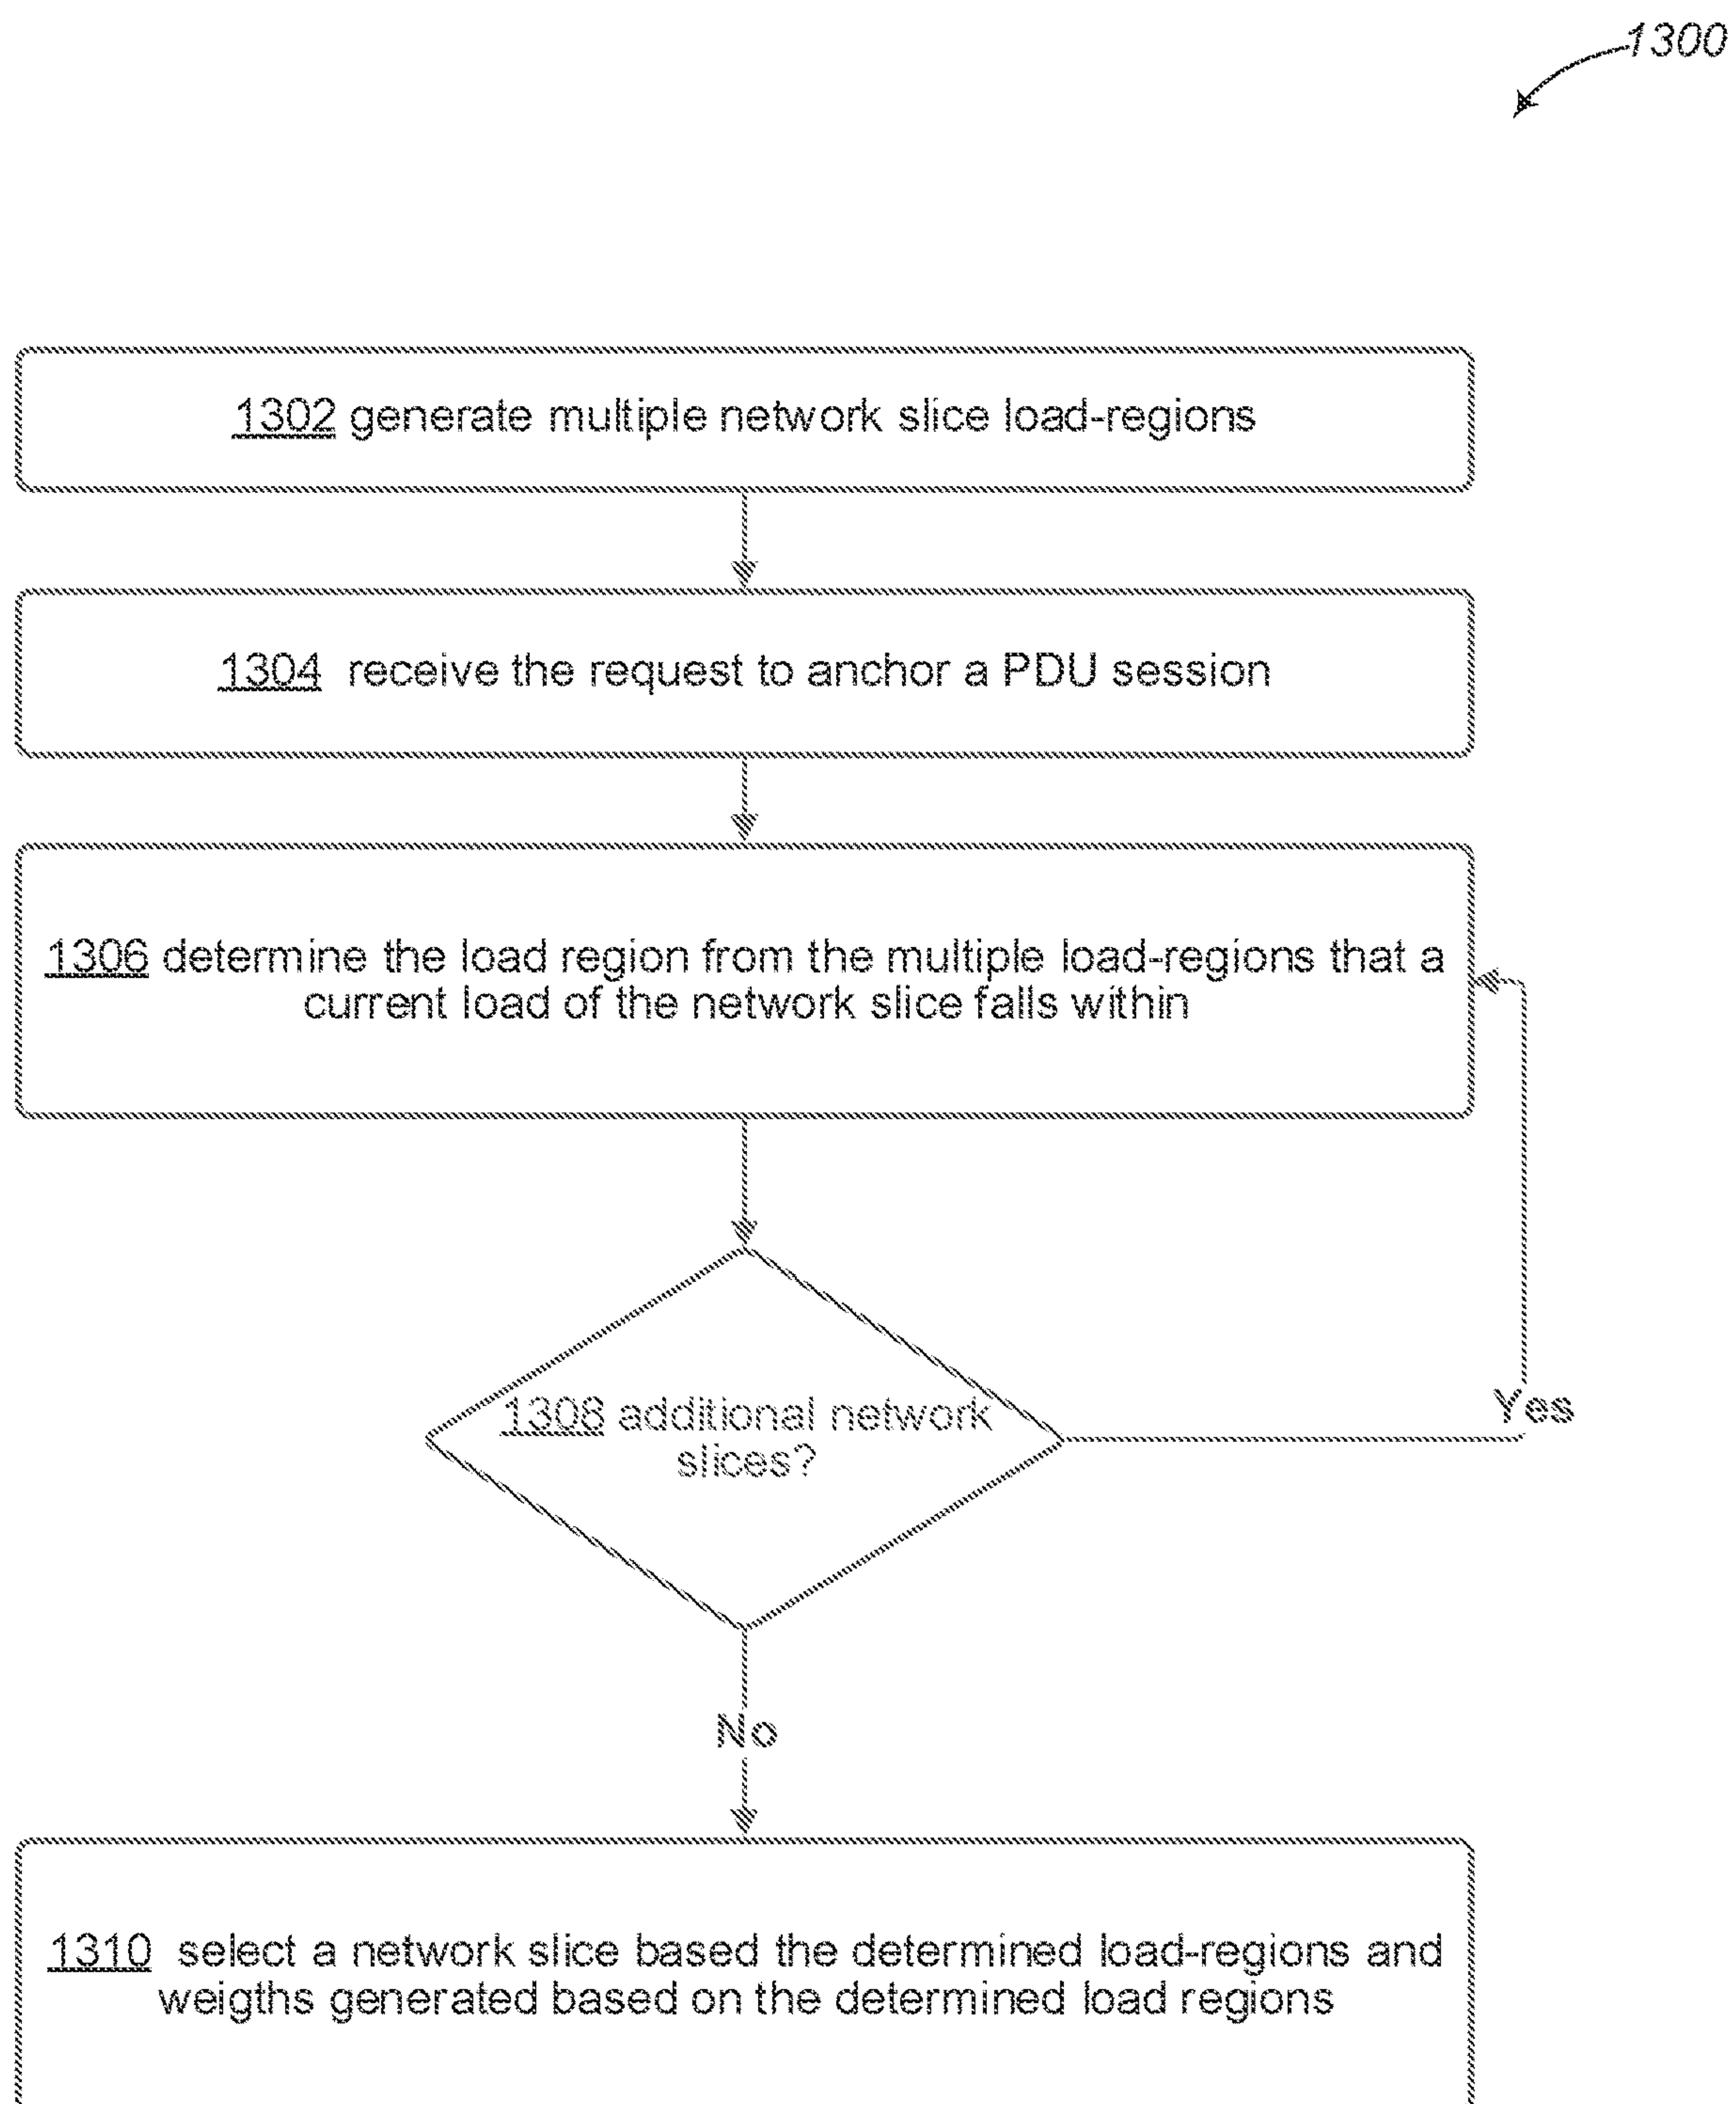 1300
1302 generate multiple network slice load-regions
1304 receive the request to anchor a PDU session
1306 determine the load region from the multiple load-regions that a
current load of the network slice falls within
1308 additional network
slices?
Yes
No
1310 select a network slice based the determined load-regions and
weigths generated based on the determined load regions